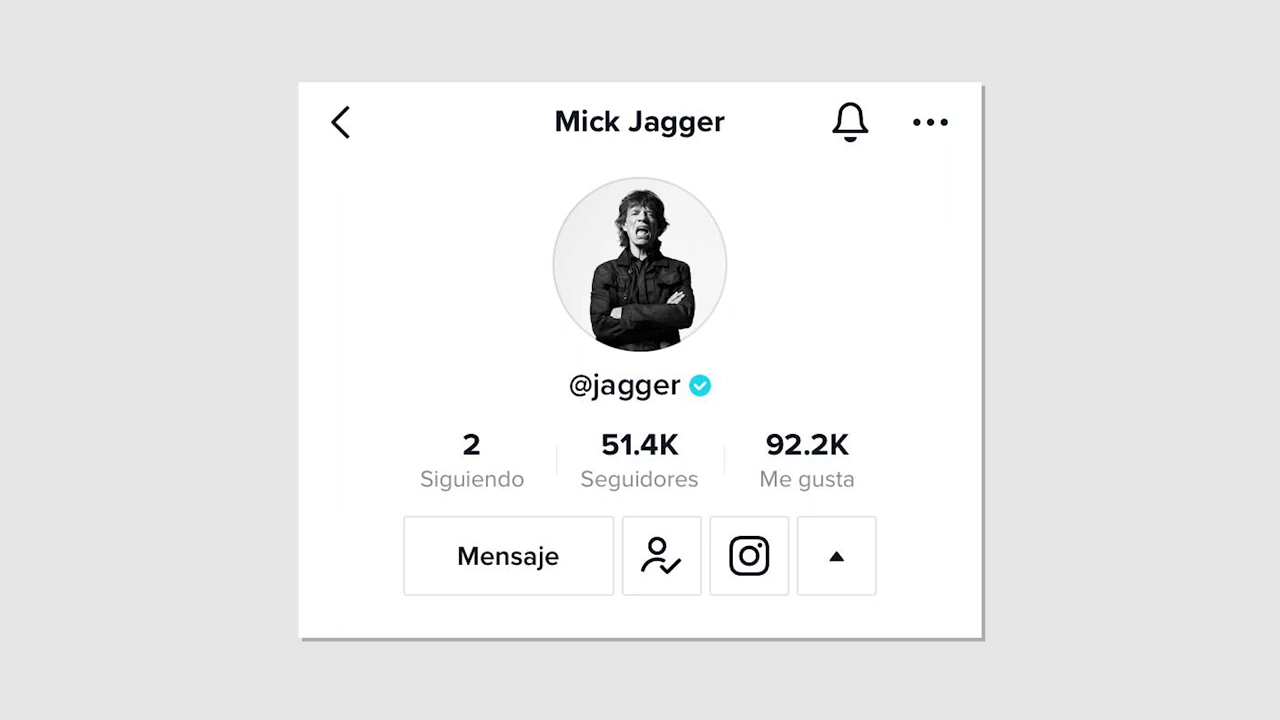 Mick Jagger
@jagger
2 51.4K 92.2K
Siguiendo Seguidores Me gusta
Mensaje